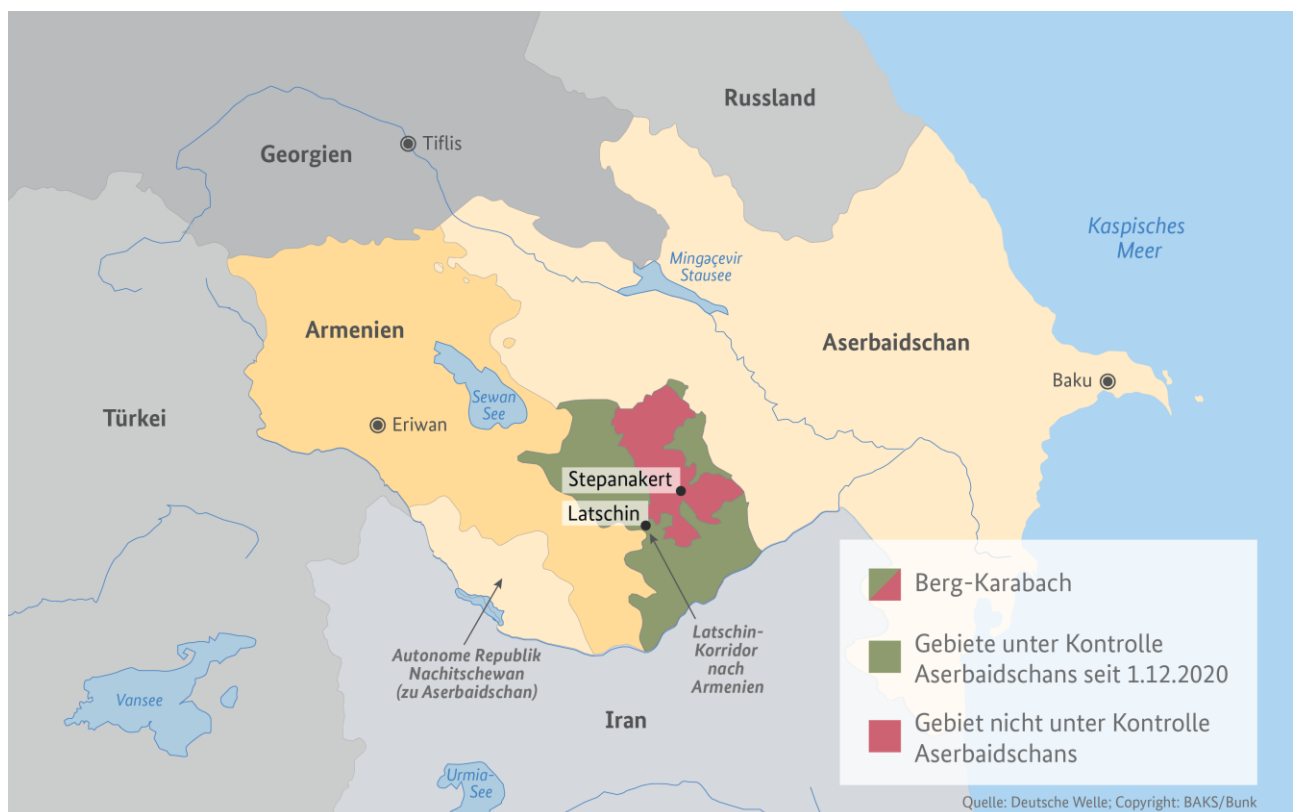 Russland
Georgien
Tiflis
Kaspisches
Meer
Mingəçevir
Stausee
Armenien
Aserbaidschan
Baku
Sewan
See
Türkei
Eriwan
Stepanakert
Latschin
Berg-Karabach
Latschin-
Korridor
nach
Armenien
Autonome Republik
Nachitschewan
(zu Aserbaidschan)
Gebiete unter Kontrolle
Aserbaidschans seit 1.12.2020
Vansee
Iran
Gebiet nicht unter Kontrolle
Aserbaidschans
Urmia-
See
Quelle: Deutsche Welle; Copyright: BAKS/Bunk